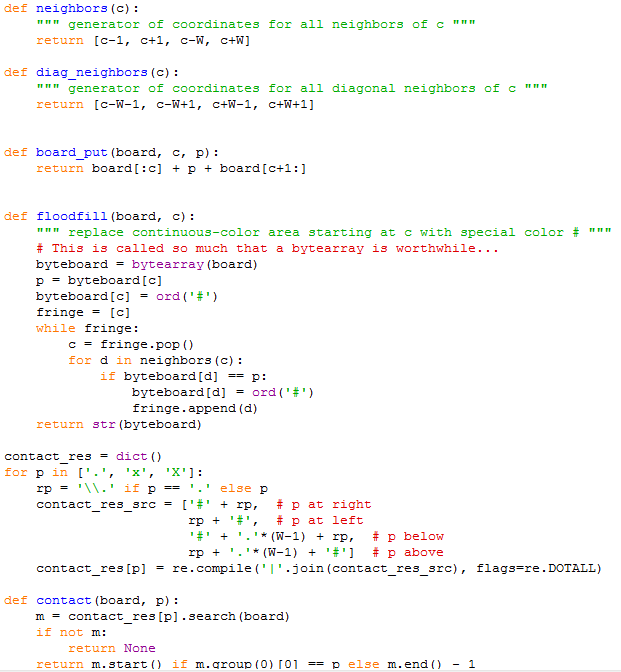 def neighbors(c):
    """ generator of coordinates for all neighbors of c """
    return [c-1, c+1, c-W, c+W]

def diag_neighbors(c):
    """ generator of coordinates for all diagonal neighbors of c """
    return [c-W-1, c-W+1, c+W-1, c+W+1]


def board_put(board, c, p):
    return board[:c] + p + board[c+1:]


def floodfill(board, c):
    """ replace continuous-color area starting at c with special color # """
    # This is called so much that a bytearray is worthwhile...
    byteboard = bytearray(board)
    p = byteboard[c]
    byteboard[c] = ord('#')
    fringe = [c]
    while fringe:
        c = fringe.pop()
        for d in neighbors(c):
            if byteboard[d] == p:
                byteboard[d] = ord('#')
                fringe.append(d)
    return str(byteboard)

contact_res = dict()
for p in ['.', 'x', 'X']:
    rp = '\\.' if p == '.' else p
    contact_res_src = ['#' + rp,  # p at right
                       rp + '#',  # p at left
                       '#' + '.'*(W-1) + rp,  # p below
                       rp + '.'*(W-1) + '#']  # p above
    contact_res[p] = re.compile('|'.join(contact_res_src), flags=re.DOTALL)

def contact(board, p):
    m = contact_res[p].search(board)
    if not m:
        return None
    return m.start() if m.group(0)[0] == p else m.end() - 1